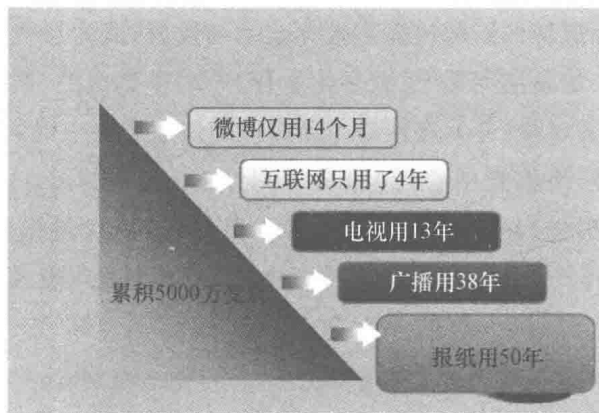 微博仅用14个月
互联网只用了4年
电视用13年
广播用38年
累积5000万受
报纸用50年